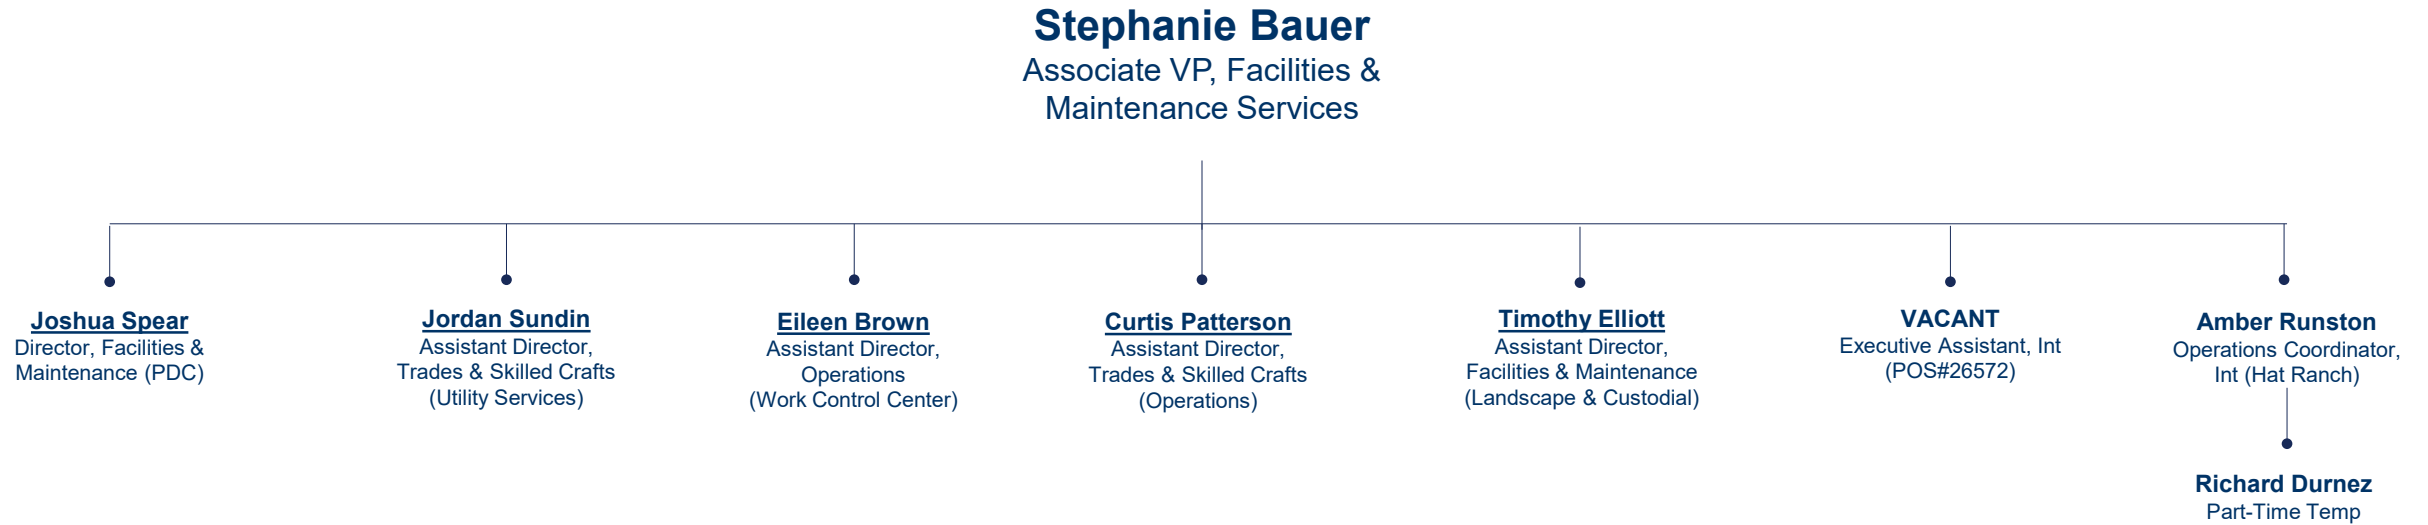 Stephanie Bauer
Associate VP, Facilities &
Maintenance Services
Joshua Spear
Director, Facilities &
Maintenance (PDC)
Jordan Sundin
Assistant Director,
Trades & Skilled Crafts
(Utility Services)
Eileen Brown
Assistant Director,
Operations
(Work Control Center)
Curtis Patterson
Assistant Director,
Trades & Skilled Crafts
(Operations)
Timothy Elliott
Assistant Director,
Facilities & Maintenance
(Landscape & Custodial)
VACANT
Executive Assistant, Int
(POS#26572)
Amber Runston
Operations Coordinator,
Int (Hat Ranch)
Richard Durnez
Part-Time Temp